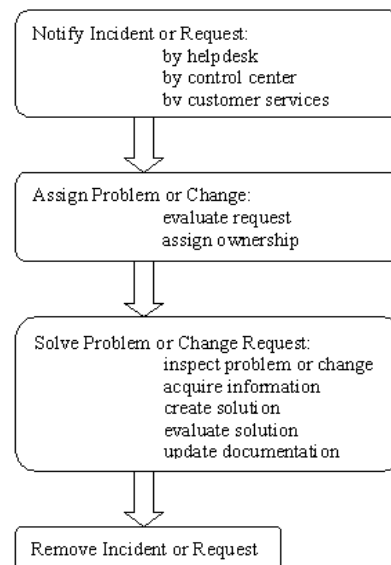 Notify Incident or Request:
by helpdesk
by control center
by customer services
Assign Problem or Change:
evaluate request
assign ownership
Solve Problem or Change Request:
inspect problem or change
acquire information
create solution
evaluate solution
update documentation
Remove Incident or Request